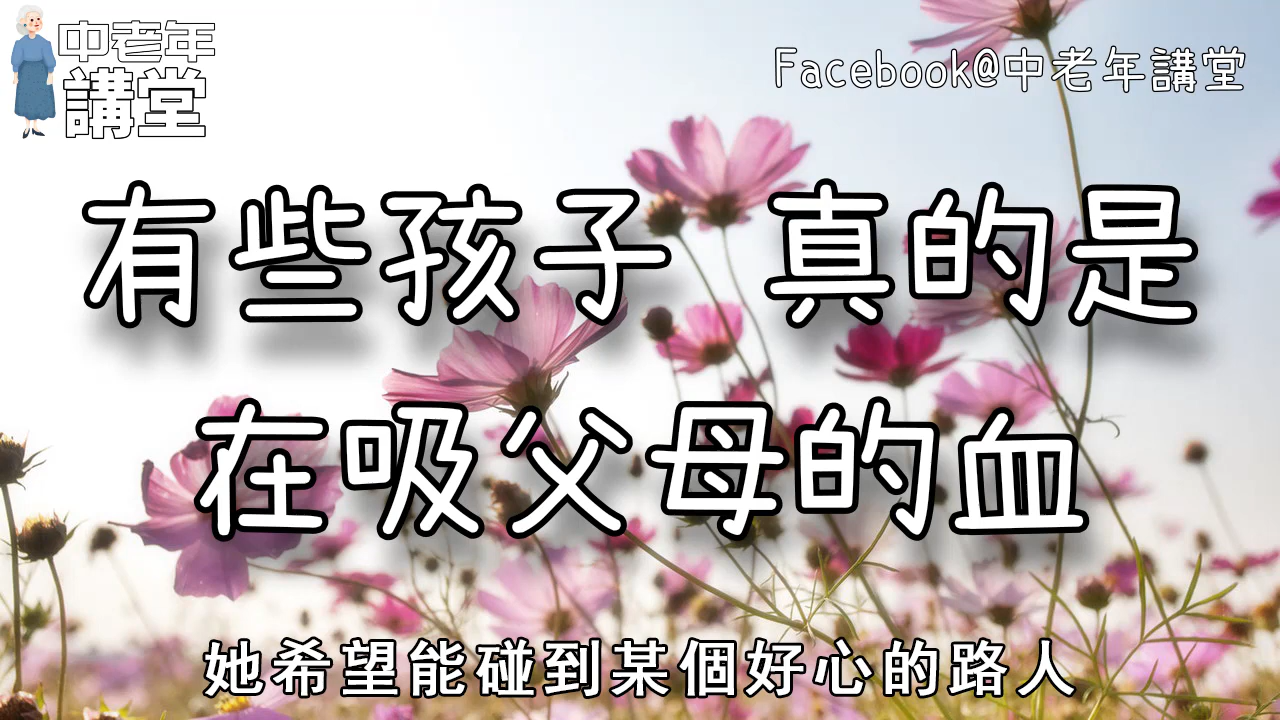 中老年
講堂
Facebook@中老年講堂
有些孩子 真的是
在吸父母的血
她希望能碰到某個好心的路人